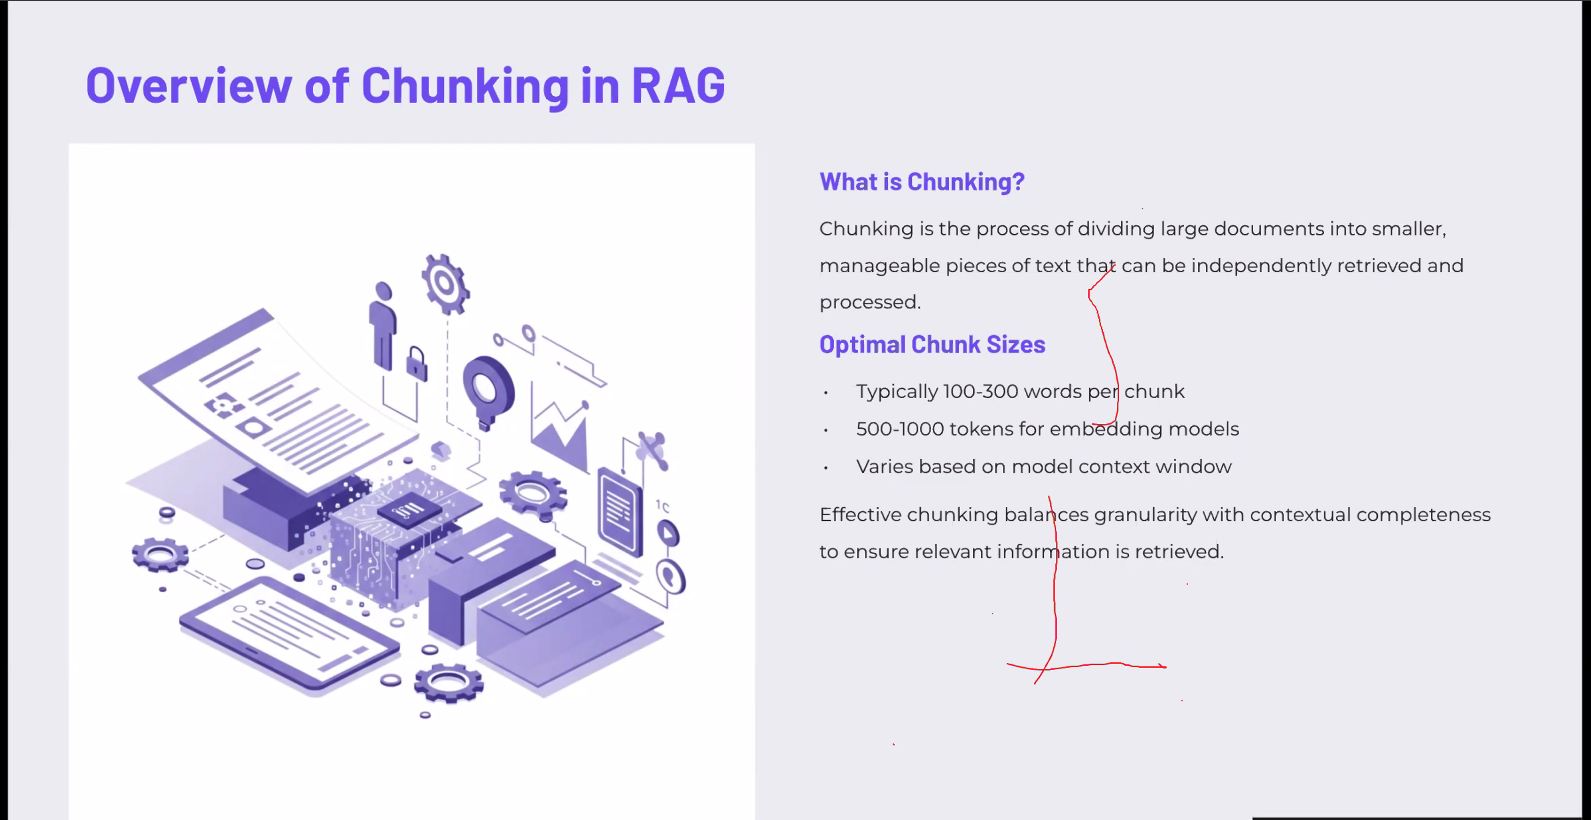 Overview of Chunking in RAG
What is Chunking?
Chunking is the process of dividing large documents into smaller,
manageable pieces of text that can be independently retrieved and
processed.
Optimal Chunk Sizes
• Typically 100-300 words per chunk
• 500-1000 tokens for embedding models
• Varies based on model context window
Effective chunking balances granularity with contextual completeness
to ensure relevant information is retrieved.